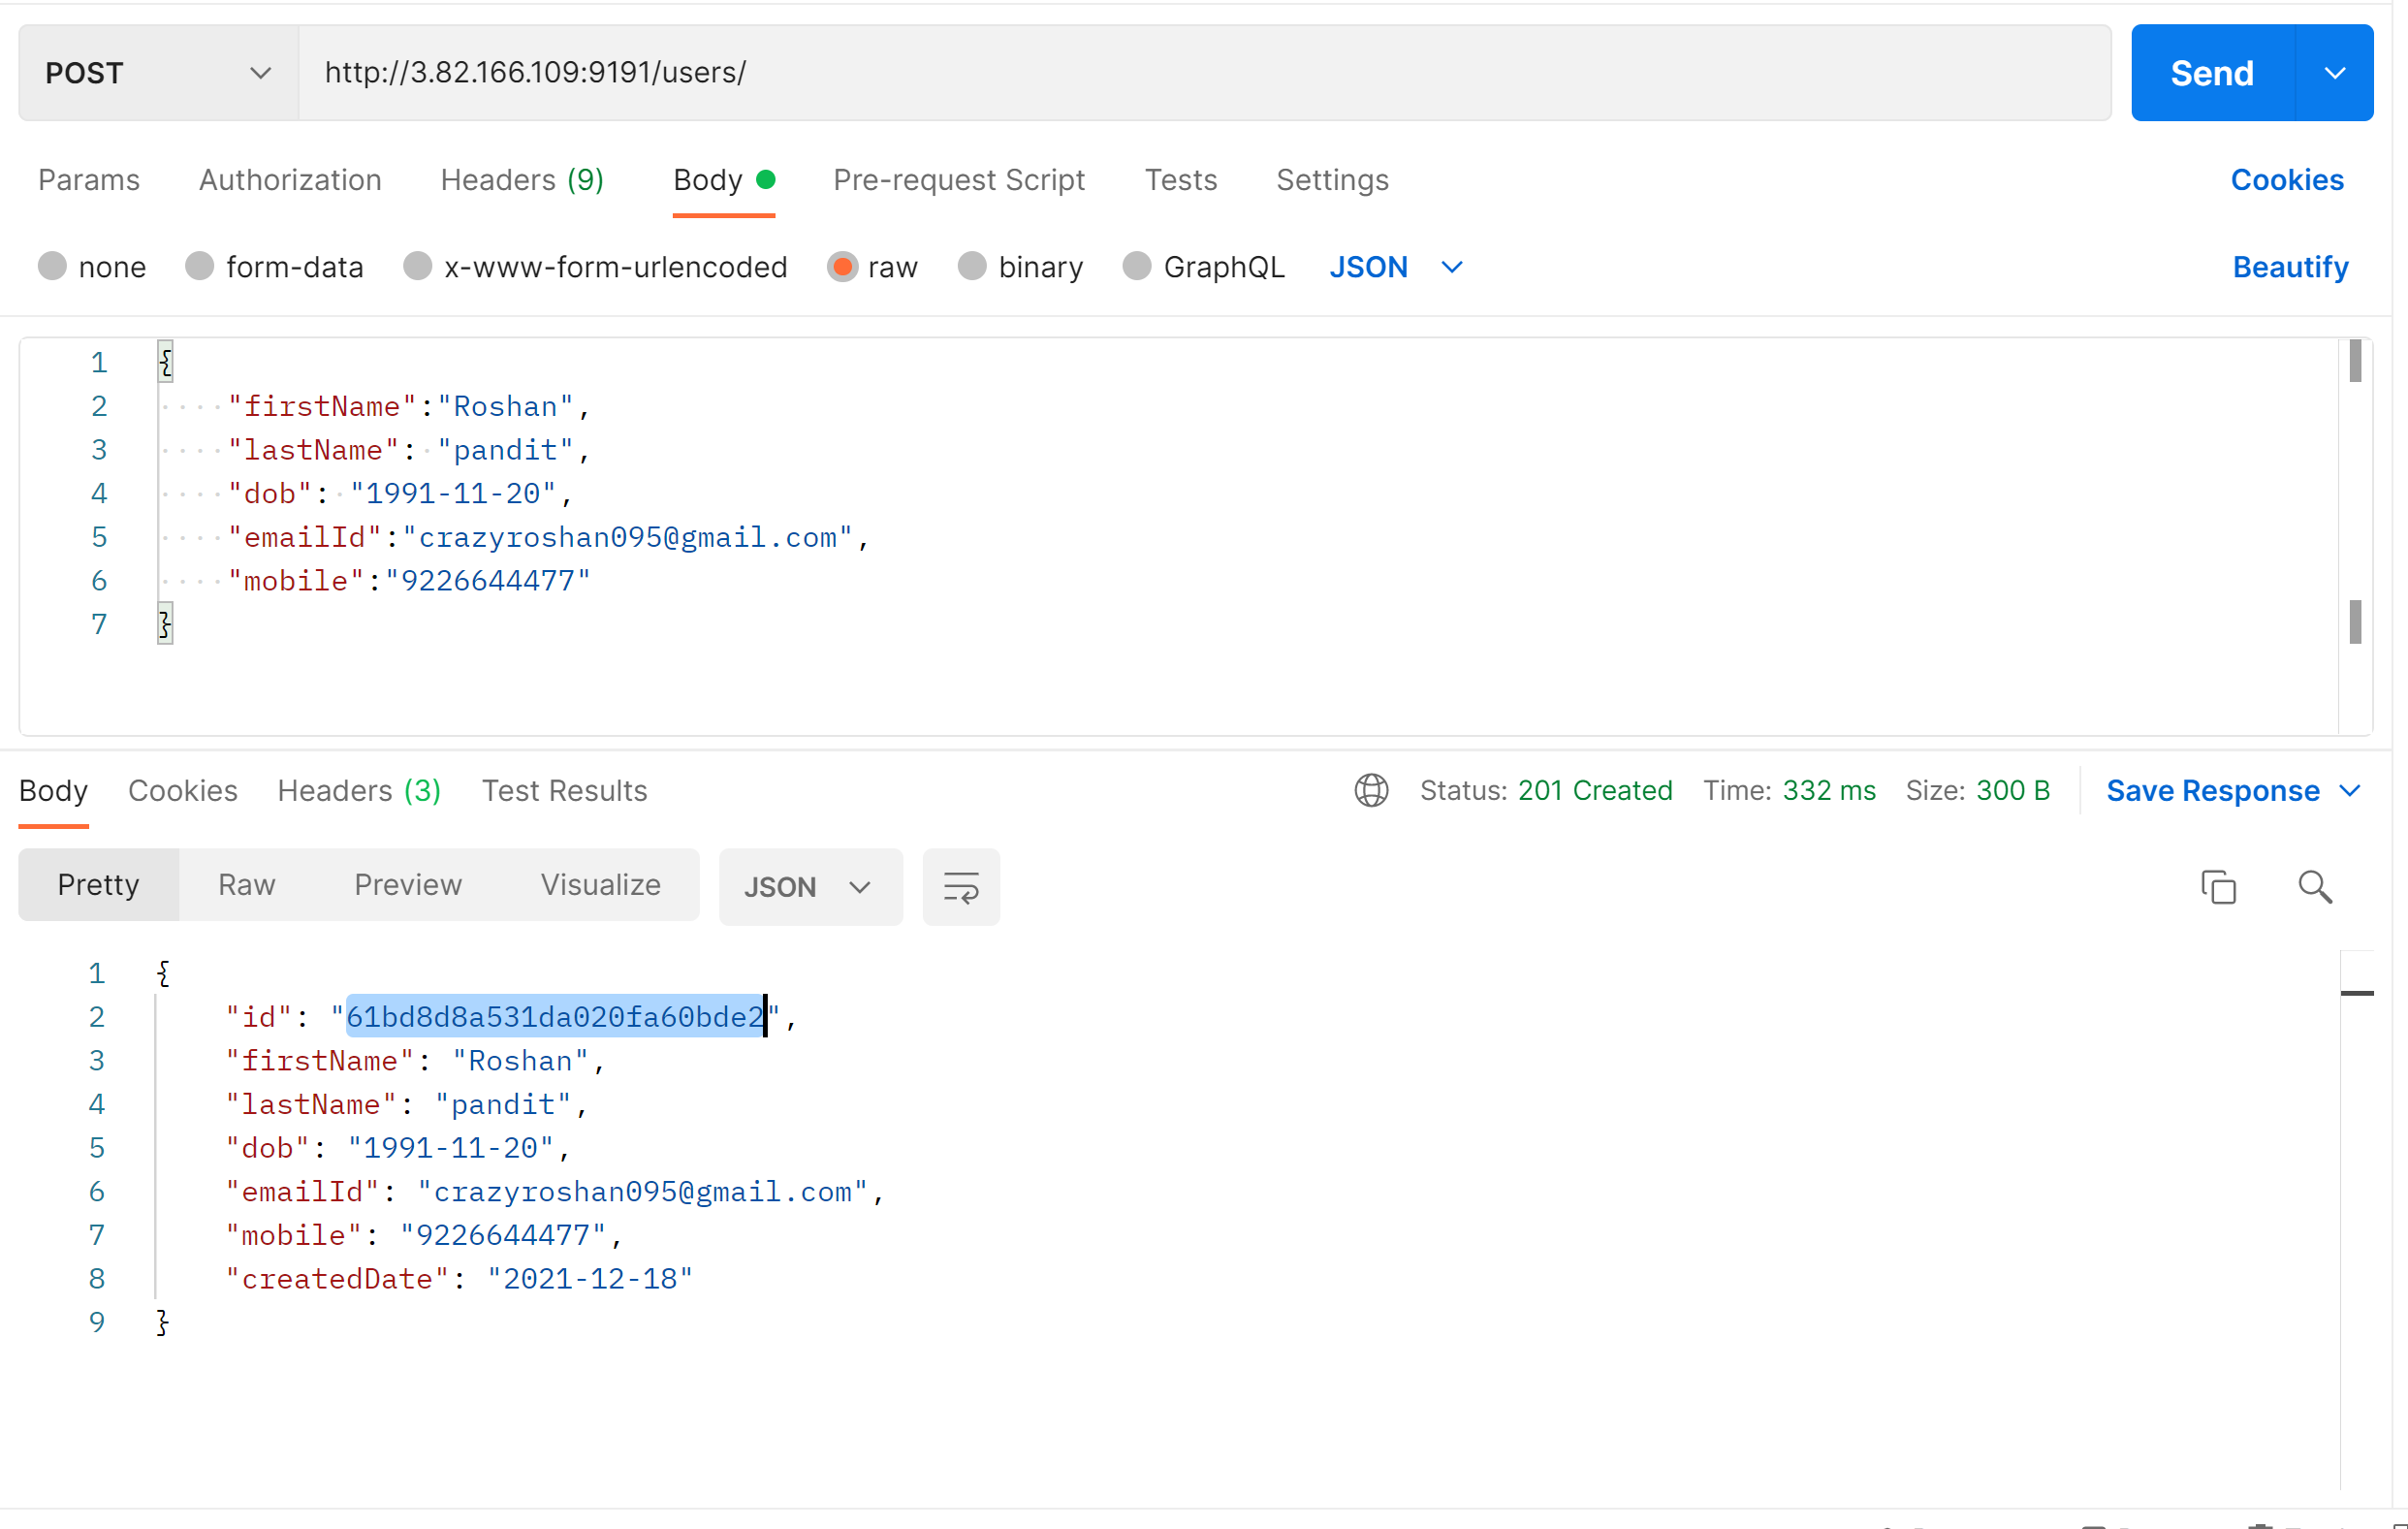 POST http://3.82.166.109:9191/users/ Send
Params Authorization Headers (9) Body Pre-request Script Tests Settings Cookies
none form-data x-www-form-urlencoded raw binary GraphQL JSON Beautify
1 {
2 "firstName":"Roshan",
3 "lastName": "pandit",
4 "dob": "1991-11-20",
5 "emailId":"crazyroshan095@gmail.com",
6 "mobile":"9226644477"
7 }
Body Cookies Headers (3) Test Results Status: 201 Created Time: 332 ms Size: 300 B Save Response
Pretty Raw Preview Visualize JSON
1 {
2 "id": "61bd8d8a531da020fa60bde2",
3 "firstName": "Roshan",
4 "lastName": "pandit",
5 "dob": "1991-11-20",
6 "emailId": "crazyroshan095@gmail.com",
7 "mobile": "9226644477",
8 "createdDate": "2021-12-18"
9 }